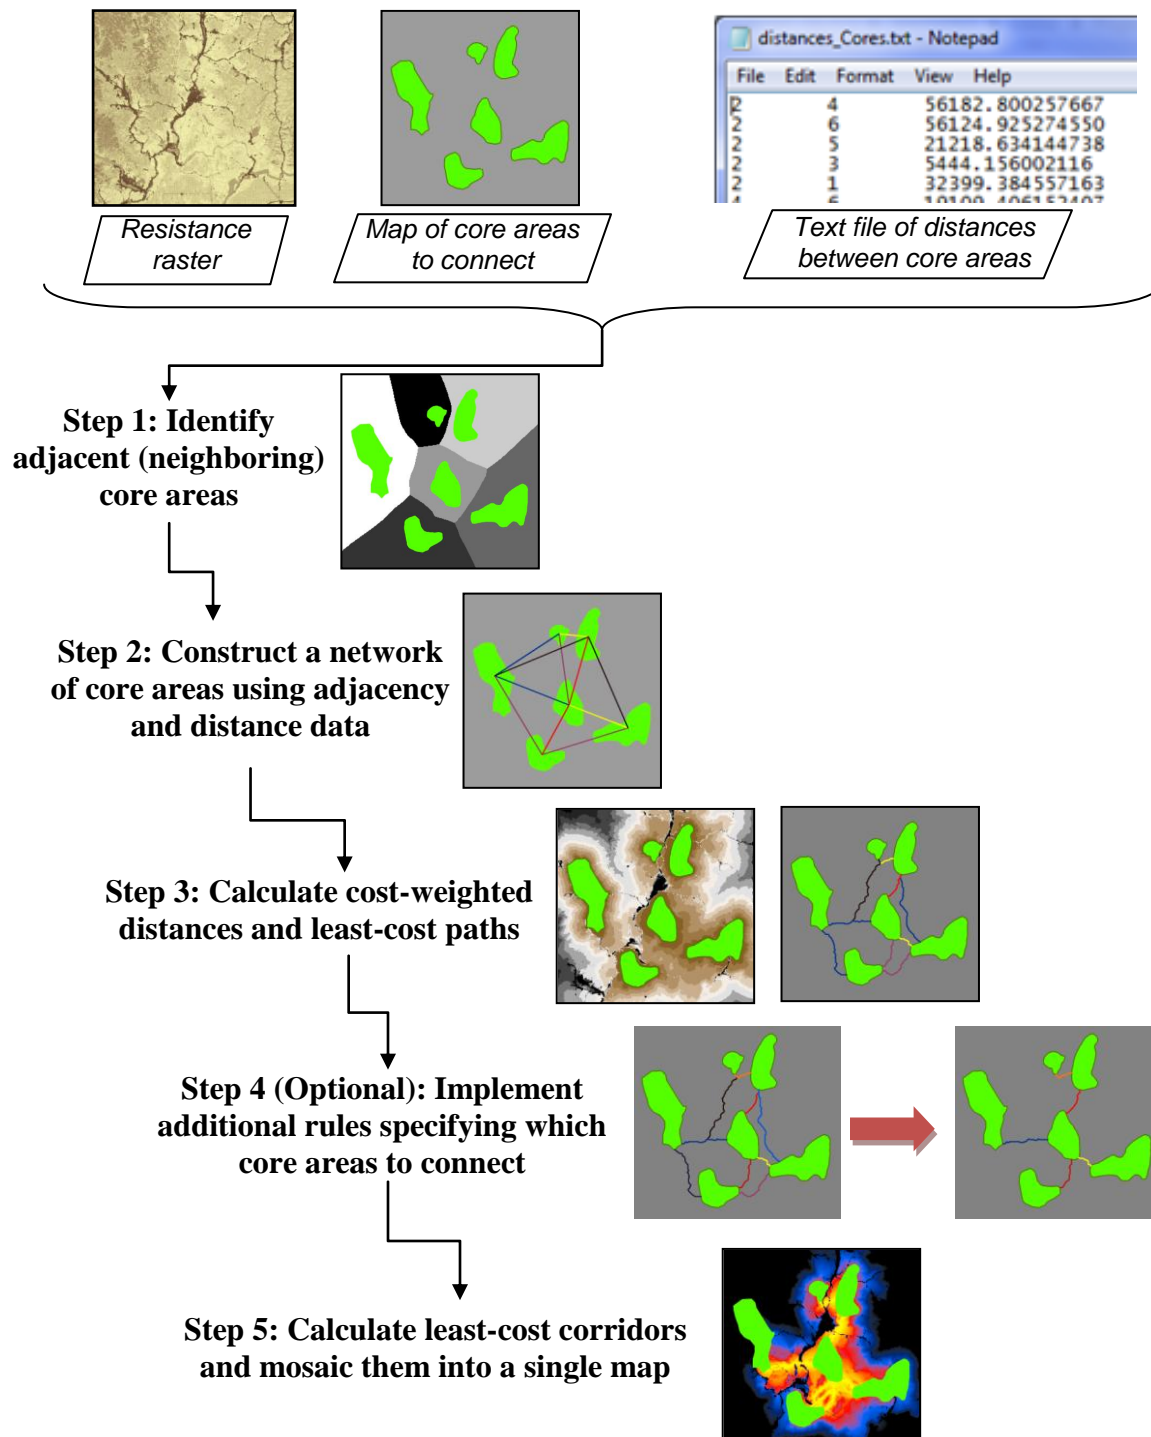 distances_Cores.txt - Notepad
File Edit Format View Help
2 4 56182.800257667
2 6 56124.925274550
2 5 21218.634144738
2 3 5444.156002116
2 1 32399.384557163
4 6 19109.406152407
Resistance
raster
Map of core areas
to connect
Text file of distances
between core areas
Step 1: Identify
adjacent (neighboring)
core areas
Step 2: Construct a network
of core areas using adjacency
and distance data
Step 3: Calculate cost-weighted
distances and least-cost paths
Step 4 (Optional): Implement
additional rules specifying which
core areas to connect
Step 5: Calculate least-cost corridors
and mosaic them into a single map